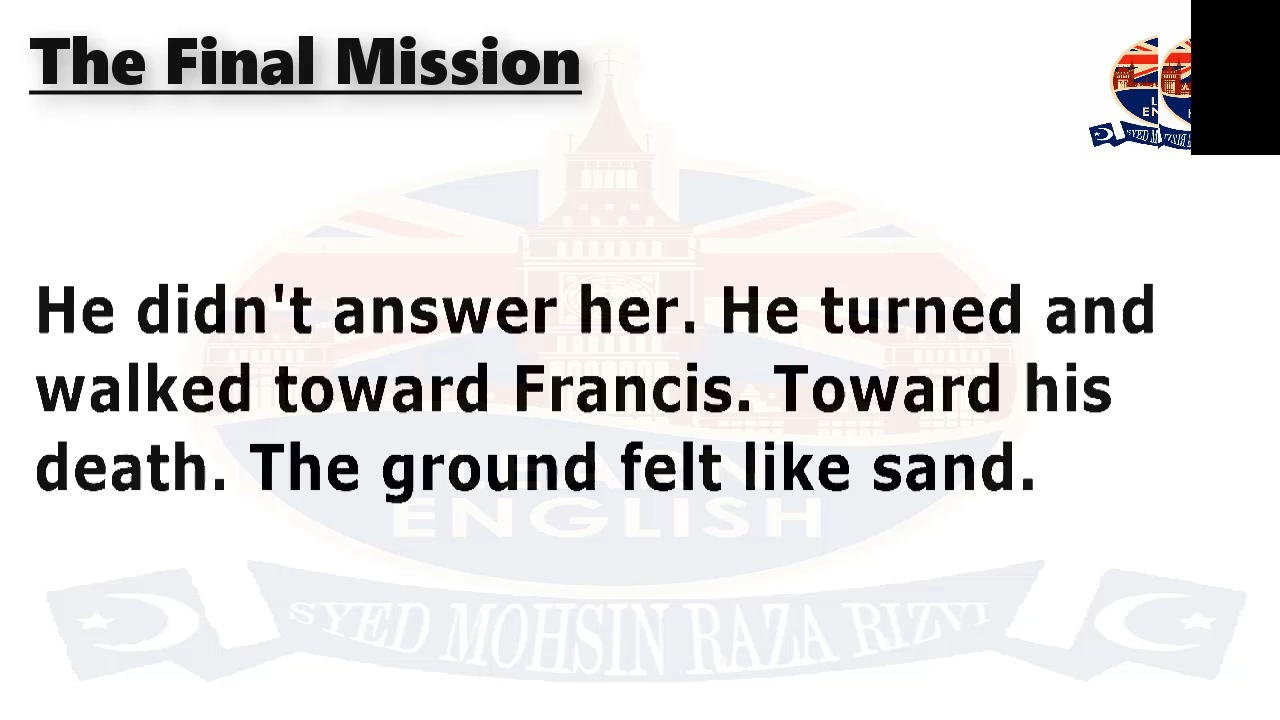 The Final Mission
He didn't answer her. He turned and
walked toward Francis. Toward his
death. The ground felt like sand.
LEARN
ENGLISH
SYED MOHSIN RAZA RIZVI